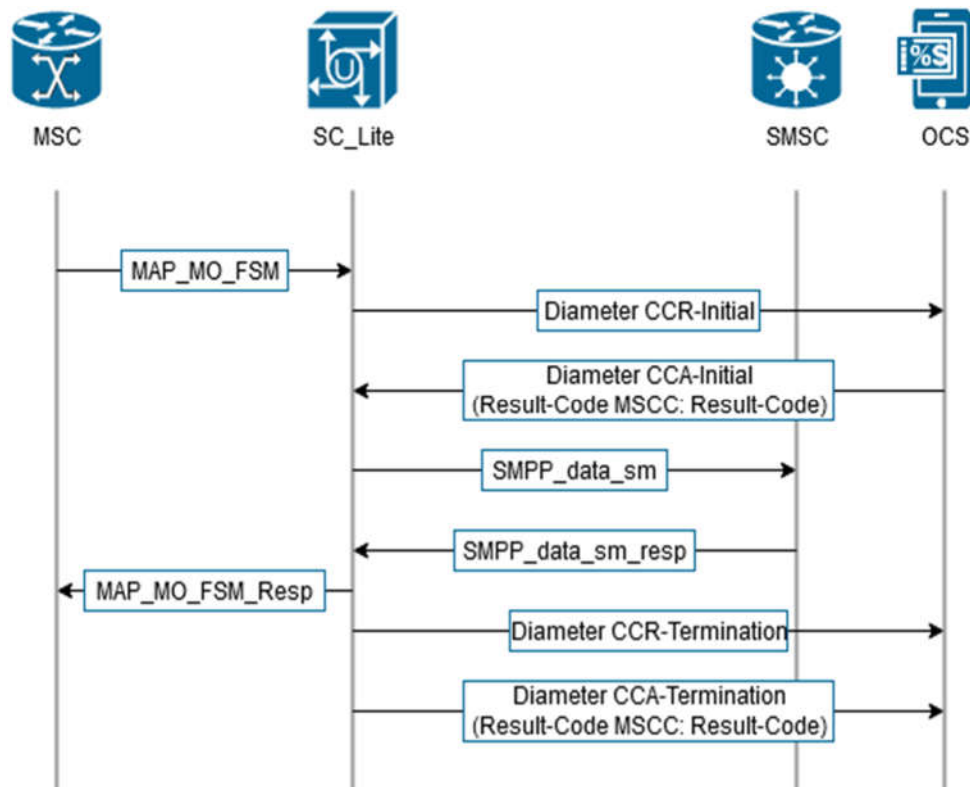 %S
U
MSC
SC_Lite
SMSC
OCS
MAP_MO_FSM
Diameter CCR-Initial
Diameter CCA-Initial
(Result-Code MSCC: Result-Code)
SMPP_data_sm
SMPP_data_sm_resp
MAP_MO_FSM_Resp
Diameter CCR-Termination
Diameter CCA-Termination
(Result-Code MSCC: Result-Code)